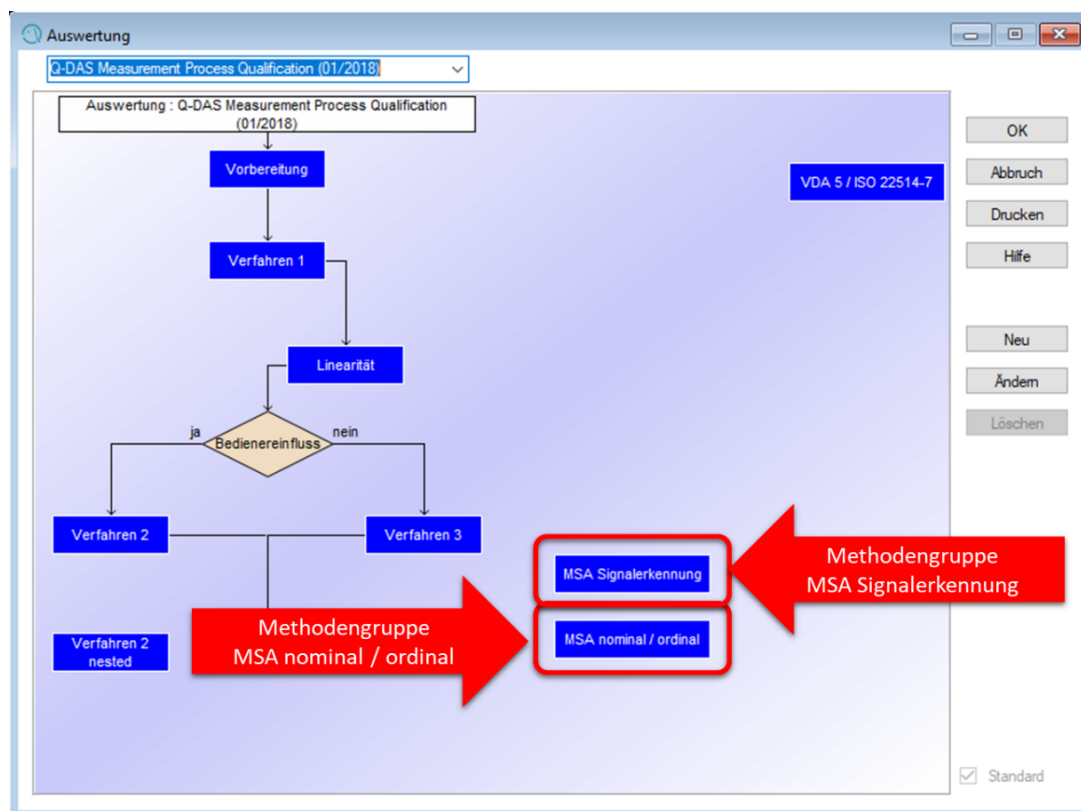 Auswertung
Q-DAS Measurement Process Qualification (01/2018)
Auswertung : Q-DAS Measurement Process Qualification
(01/2018)
Vorbereitung
VDA 5 / ISO 22514-7
Verfahren 1
Linearität
ja
Bedienereinfluss
nein
Verfahren 2
Verfahren 3
MSA Signalerkennung
Methodengruppe
MSA Signalerkennung
Methodengruppe
MSA nominal / ordinal
MSA nominal / ordinal
Verfahren 2
nested
OK
Abbruch
Drucken
Hilfe
Neu
Ändern
Löschen
Standard